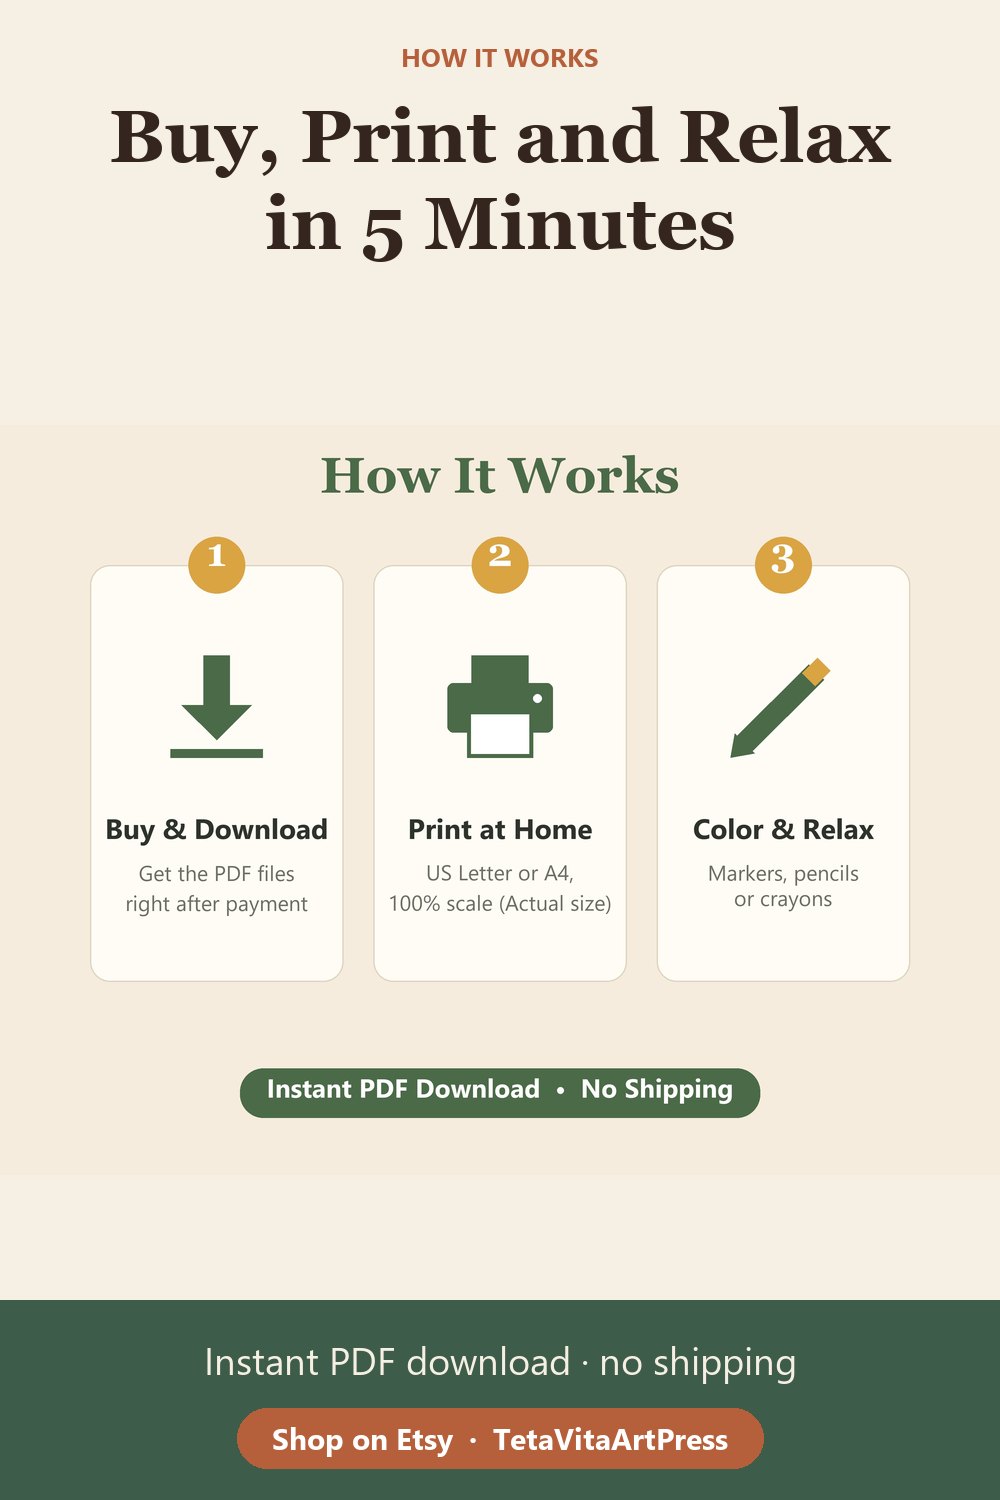 HOW IT WORKS
Buy, Print and Relax
in 5 Minutes
How It Works
1
2
3
Buy & Download
Get the PDF files
right after payment
Print at Home
US Letter or A4,
100% scale (Actual size)
Color & Relax
Markers, pencils
or crayons
Instant PDF Download • No Shipping
Instant PDF download · no shipping
Shop on Etsy · TetaVitaArtPress